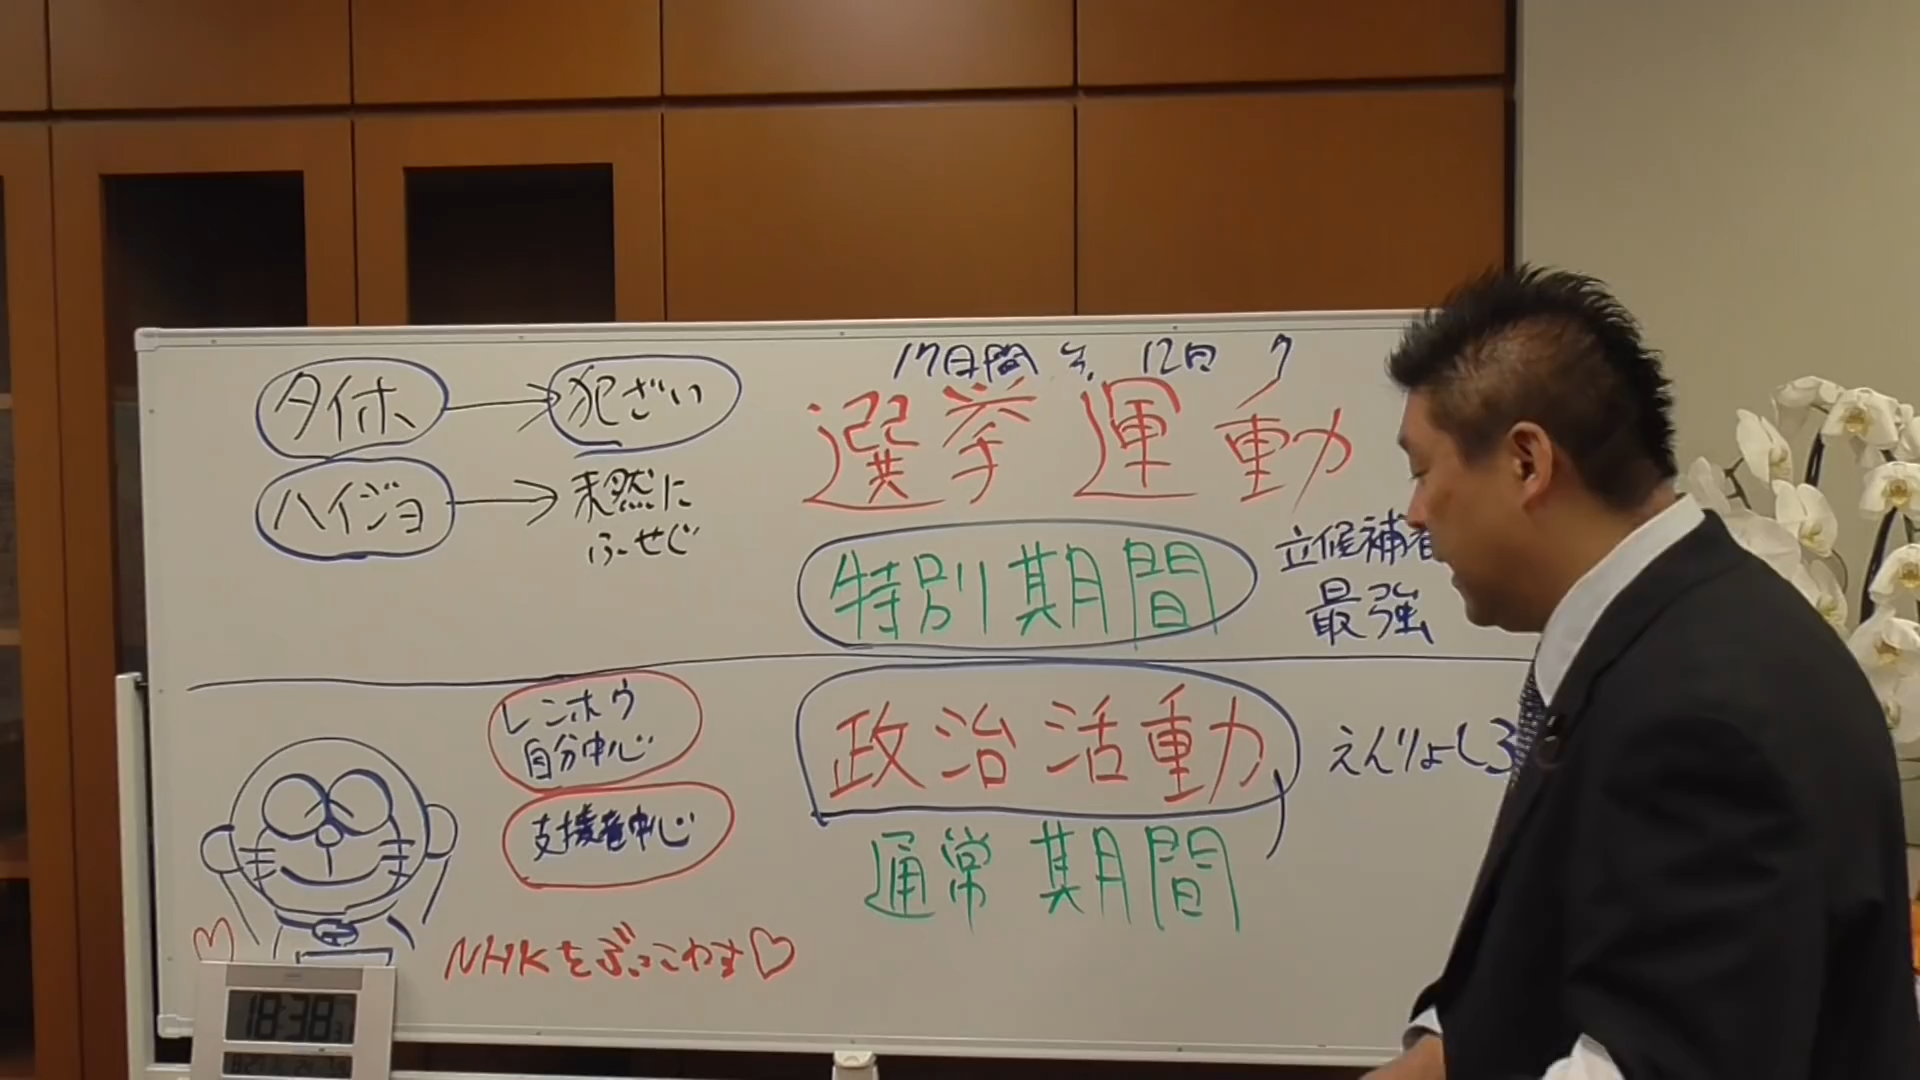 タイホ
犯ざい
ハイジョ
未然に
ふせぐ
17日間 12日
選挙運動
特別期間
立候補者
最強
レンホウ
自分中心
支援者中心
政治活動
えんりょしろ
通常期間
NHKをぶっこわす♡
18:38